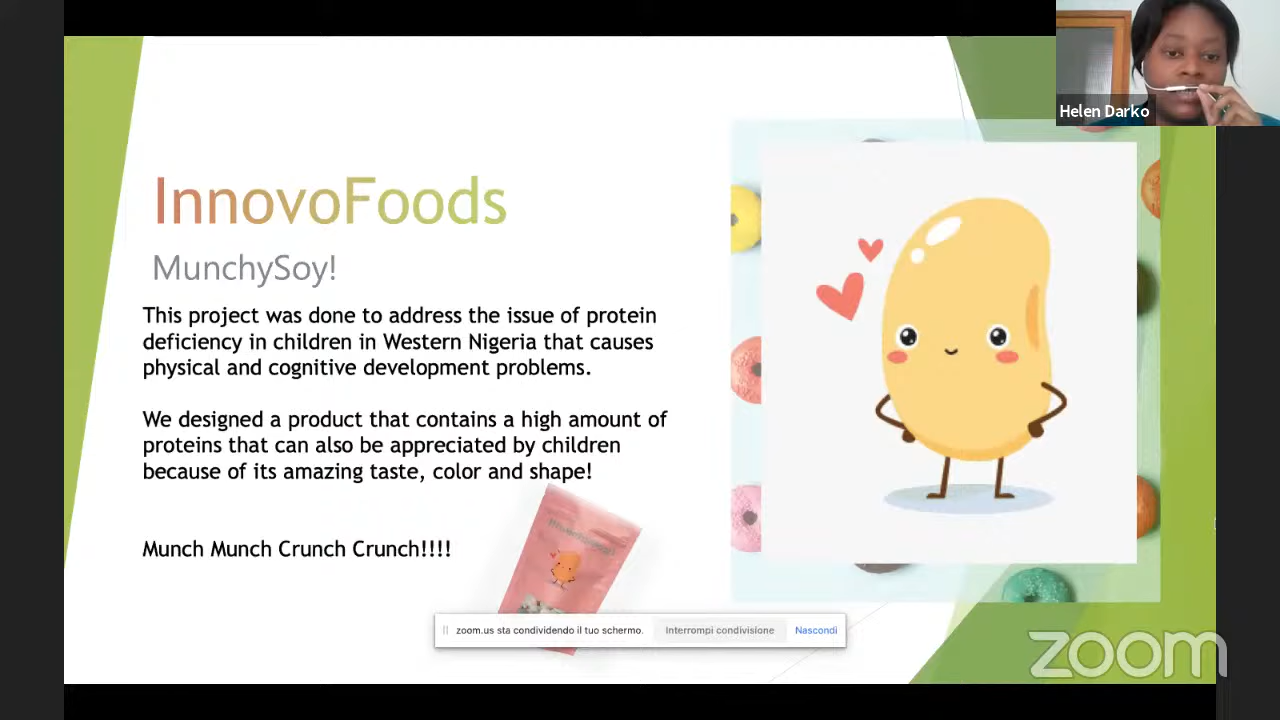 Helen Darko
InnovoFoods
MunchySoy!
This project was done to address the issue of protein
deficiency in children in Western Nigeria that causes
physical and cognitive development problems.
We designed a product that contains a high amount of
proteins that can also be appreciated by children
because of its amazing taste, color and shape!
Munch Munch Crunch Crunch!!!!
zoom.us sta condividendo il tuo schermo. Interrompi condivisione Nascondi
zoom